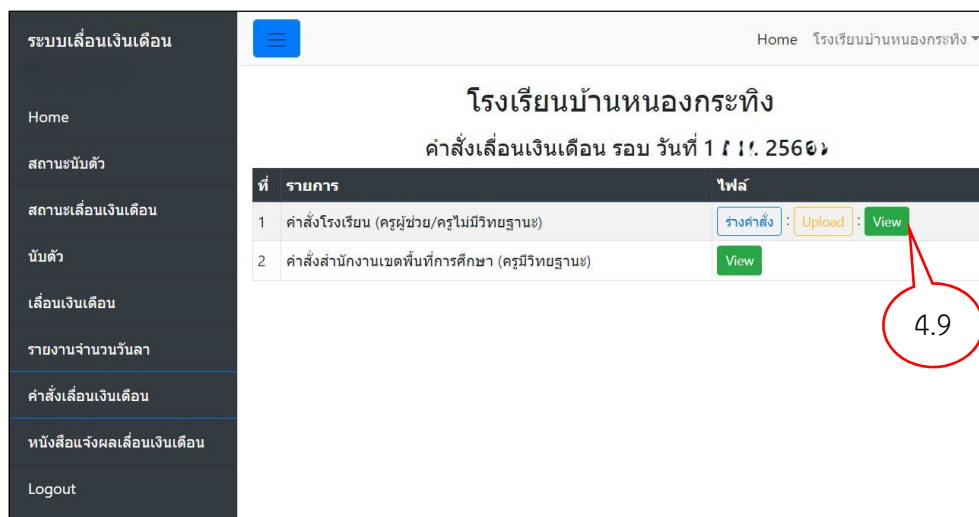 ระบบเลื่อนเงินเดือน
Home โรงเรียนบ้านหนองกระทิง
โรงเรียนบ้านหนองกระทิง
คำสั่งเลื่อนเงินเดือน รอบ วันที่ 1
ที่ รายการ ไฟล์
1 คำสั่งโรงเรียน (ครูผู้ช่วย/ครูไม่มีวิทยฐานะ) ร่างคำสั่ง : Upload : View
2 คำสั่งสำนักงานเขตพื้นที่การศึกษา (ครูมีวิทยฐานะ) View
4.9
Home
สถานะนับตัว
สถานะเลื่อนเงินเดือน
นับตัว
เลื่อนเงินเดือน
รายงานจำนวนวันลา
คำสั่งเลื่อนเงินเดือน
หนังสือแจ้งผลเลื่อนเงินเดือน
Logout